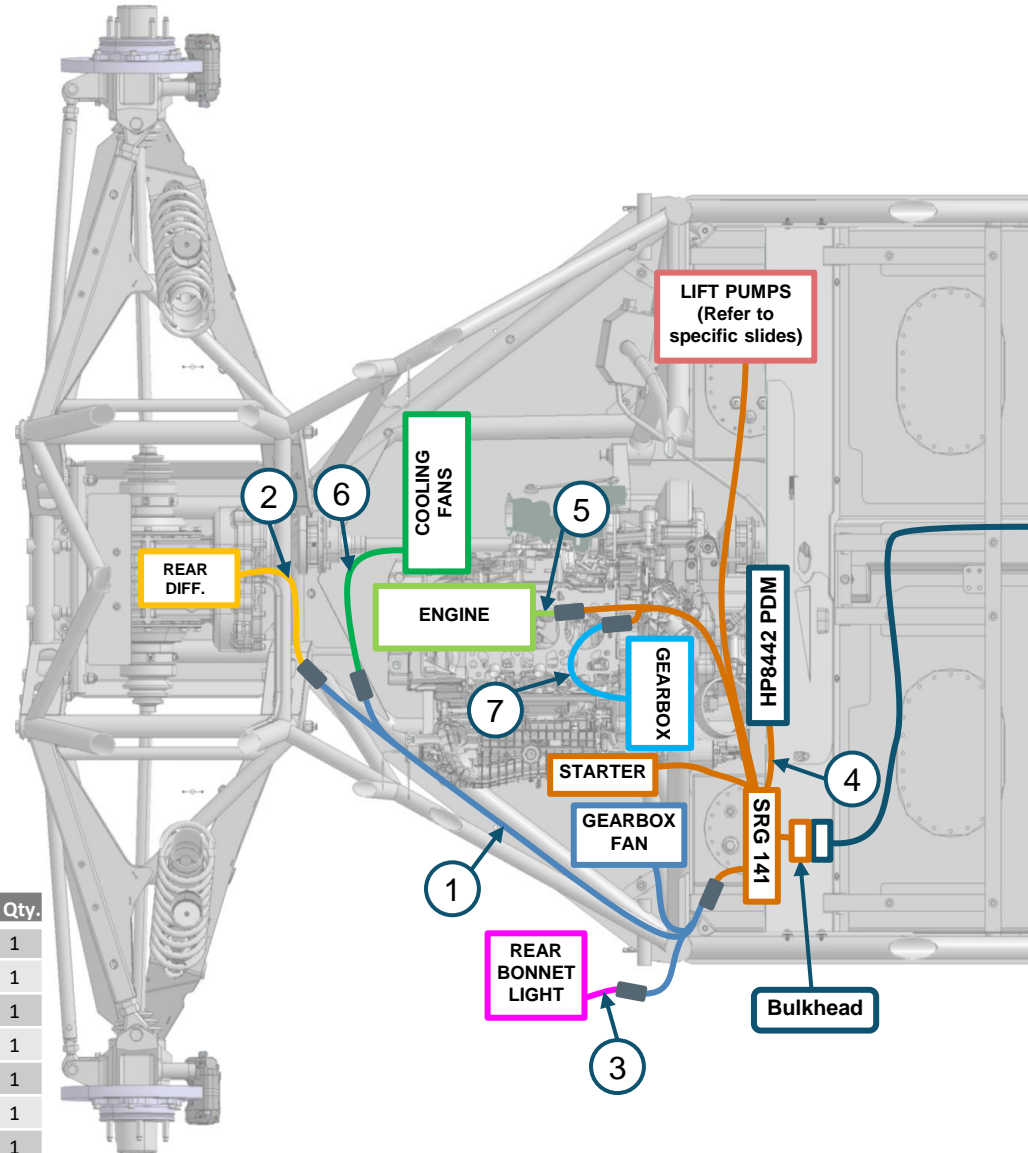 LIFT PUMPS
(Refer to
specific slides)
COOLING
FANS
2
6
5
REAR
DIFF.
ENGINE
HP8442 PDM
GEARBOX
7
STARTER
4
GEARBOX
FAN
SRG 141
1
REAR
BONNET
LIGHT
Bulkhead
3
Qty.
1
1
1
1
1
1
1